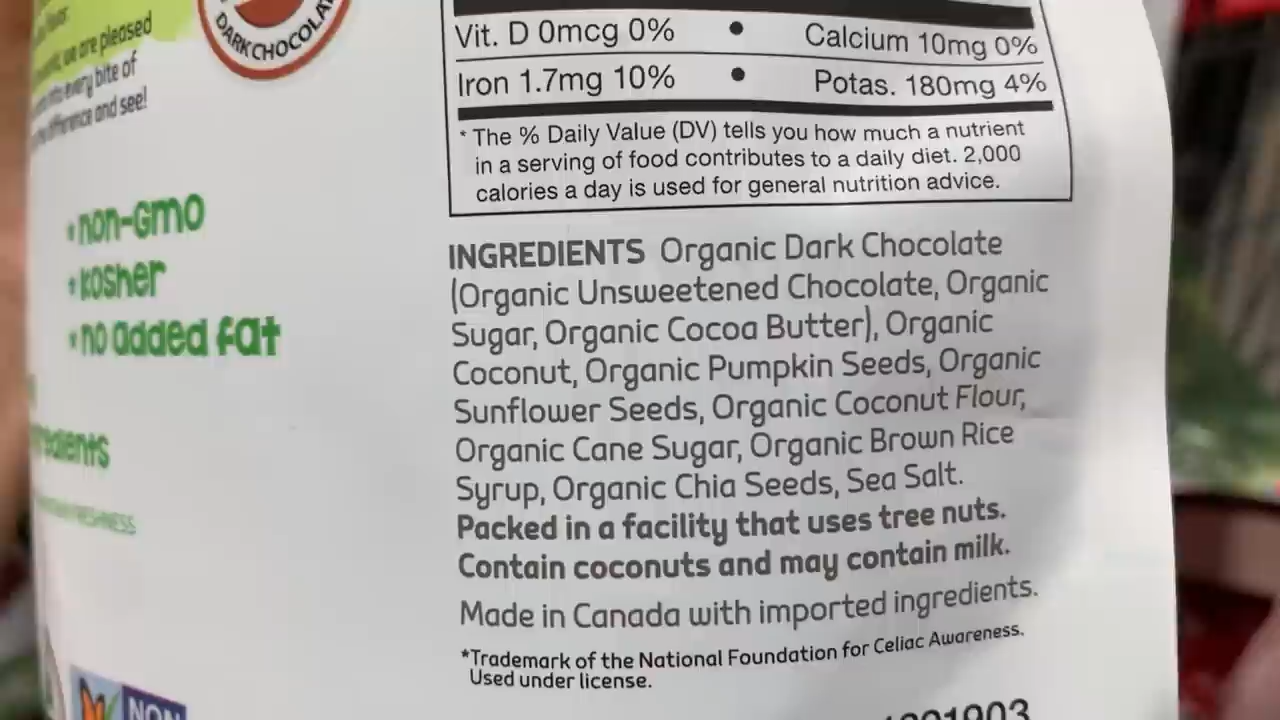 DARK CHOCOLA
we are pleased
every bite of
difference and see!
Vit. D 0mcg 0% • Calcium 10mg 0%
Iron 1.7mg 10% • Potas. 180mg 4%
* The % Daily Value (DV) tells you how much a nutrient
in a serving of food contributes to a daily diet. 2,000
calories a day is used for general nutrition advice.
• non-GMO
• kosher
• no added fat
INGREDIENTS Organic Dark Chocolate
(Organic Unsweetened Chocolate, Organic
Sugar, Organic Cocoa Butter), Organic
Coconut, Organic Pumpkin Seeds, Organic
Sunflower Seeds, Organic Coconut Flour,
Organic Cane Sugar, Organic Brown Rice
Syrup, Organic Chia Seeds, Sea Salt.
Packed in a facility that uses tree nuts.
Contain coconuts and may contain milk.
Made in Canada with imported ingredients.
*Trademark of the National Foundation for Celiac Awareness.
Used under license.
NON